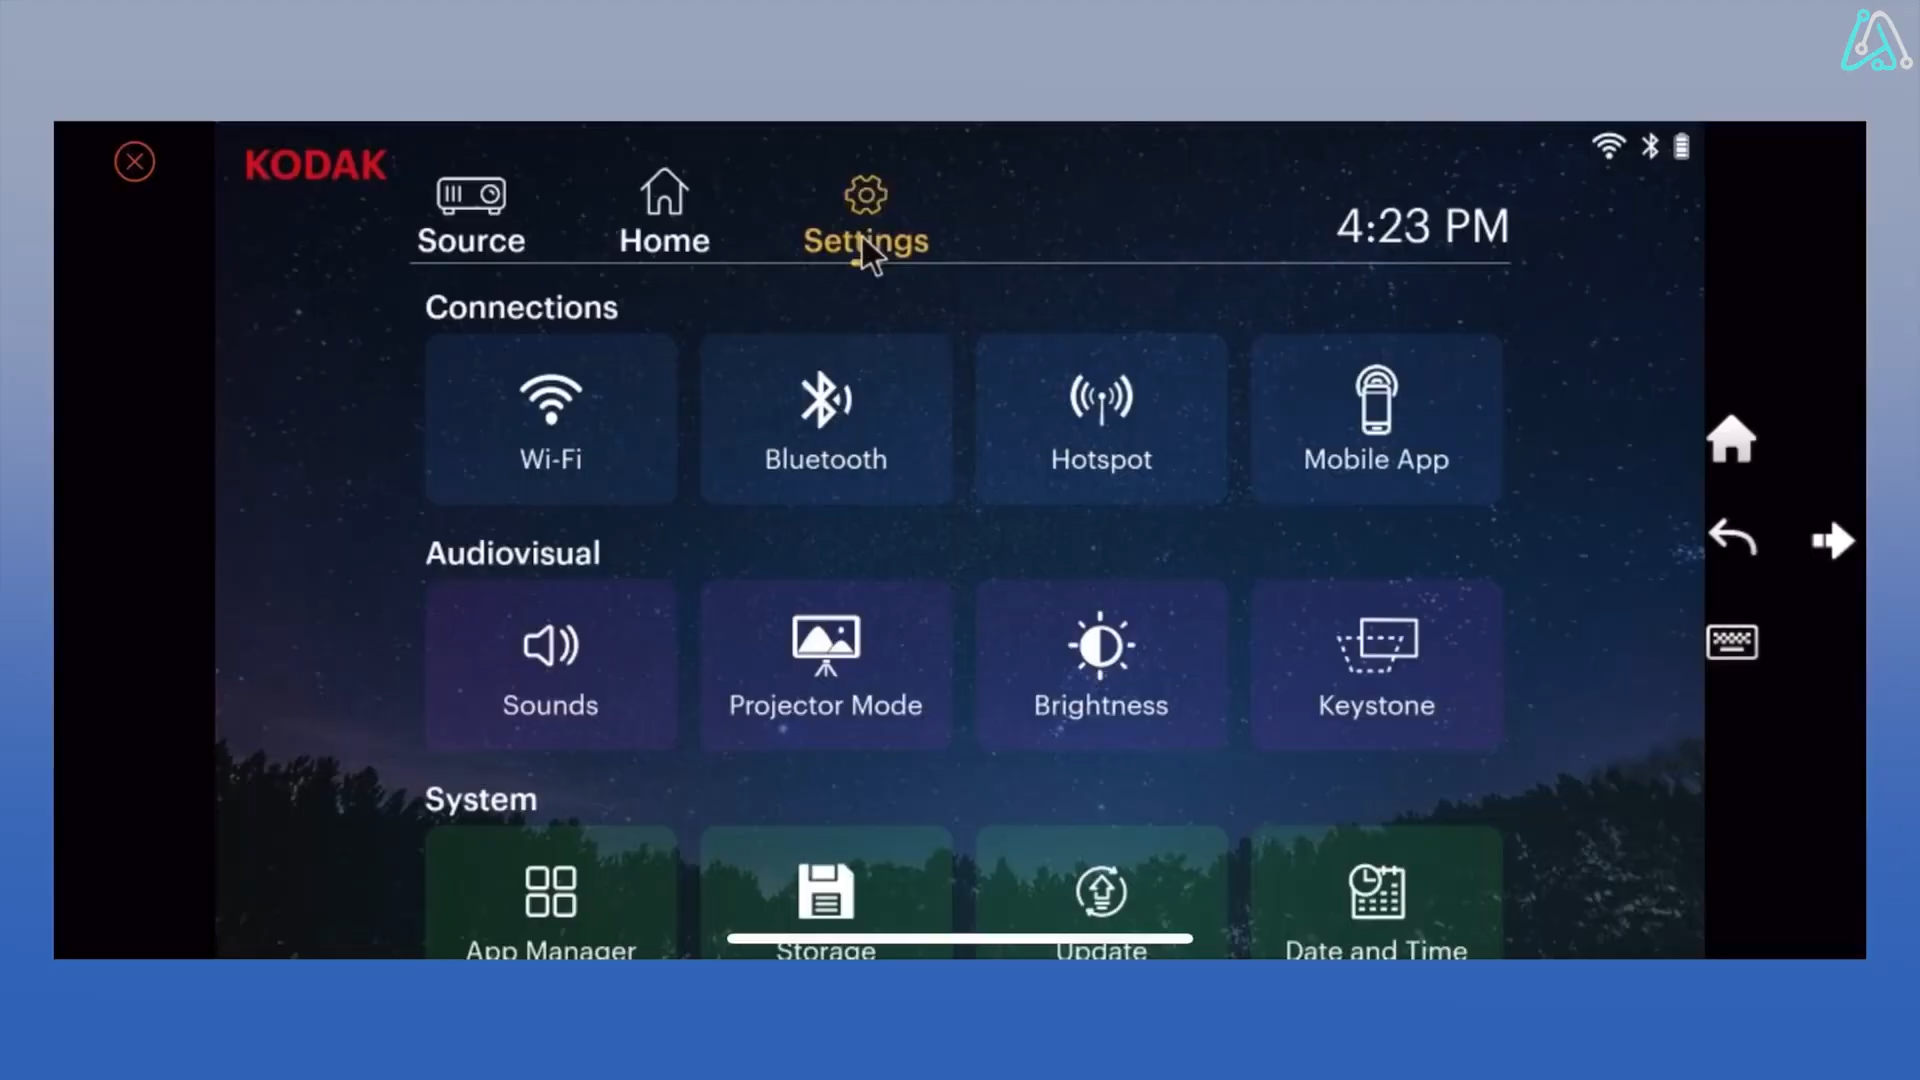 KODAK
Source Home Settings
4:23 PM
Connections
Wi-Fi Bluetooth Hotspot Mobile App
Audiovisual
Sounds Projector Mode Brightness Keystone
System
App Manager Storage Update Date and Time